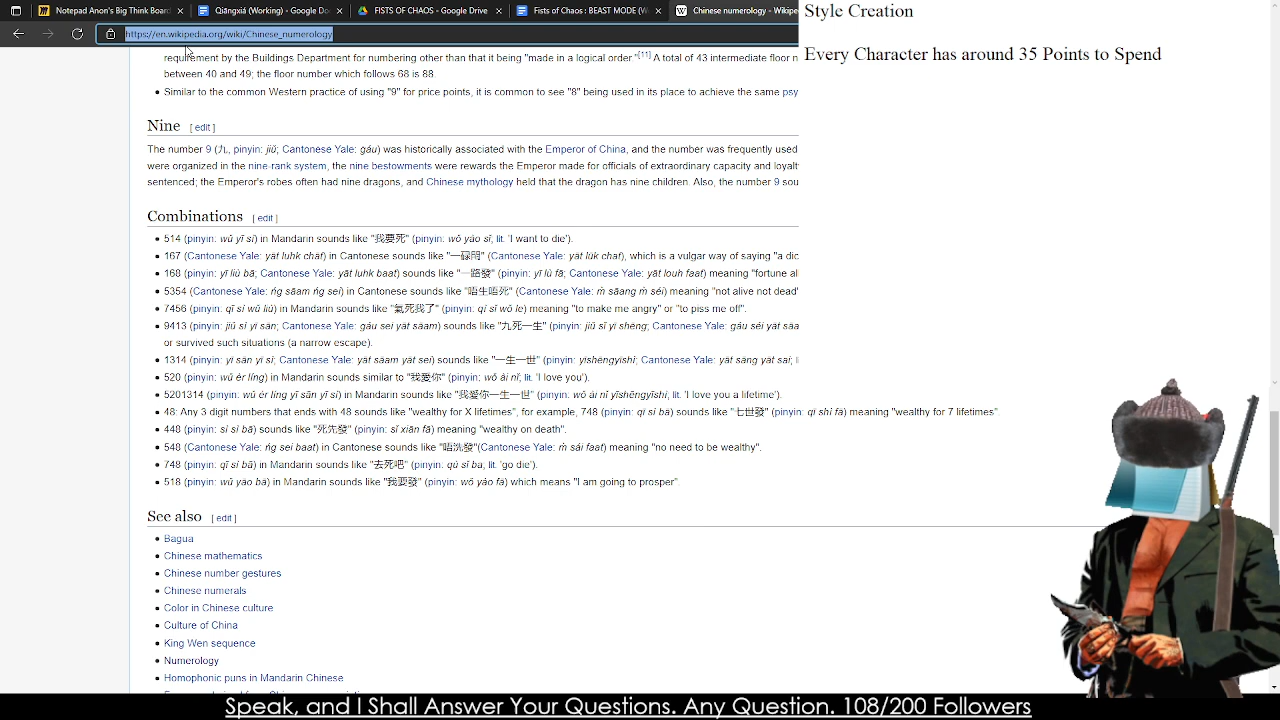 Notepad Anon's Big Think Board
Qiángxiá (Working) - Google Do
FISTS OF CHAOS - Google Drive
Fists of Chaos : BEAST MODE (W
Chinese numerology - Wikipe
https://en.wikipedia.org/wiki/Chinese_numerology
Style Creation
Every Character has around 35 Points to Spend
requirement by the Buildings Department for building numbering other than that it being "made in a logical order."[11] A total of 43 intermediate floor n
between 40 and 49; the floor number which follows 68 is 88.
• Similar to the common Western practice of using "9" for price points, it is common to see "8" being used in its place to achieve the same psy
Nine [ edit ]
The number 9 (九, pinyin: jiǔ; Cantonese Yale: gáu) was historically associated with the Emperor of China, and the number was frequently used
were organized in the nine-rank system, the nine bestowments were rewards the Emperor made for officials of extraordinary capacity and loyalt
sentenced; the Emperor's robes often had nine dragons, and Chinese mythology held that the dragon has nine children. Also, the number 9 sou
Combinations [ edit ]
• 514 (pinyin: wǔ yī sì) in Mandarin sounds like "我要死" (pinyin: wǒ yào sǐ, lit. 'I want to die').
• 167 (Cantonese Yale: yāt luhk chāt) in Cantonese sounds like "一碌𨳍" (Cantonese Yale: yāt lūk chat), which is a vulgar way of saying "a dic
• 168 (pinyin: yī liù bā; Cantonese Yale: yāt luhk baat) sounds like "一路發" (pinyin: yī lù fā; Cantonese Yale: yāt louh faat) meaning "fortune al
• 5354 (Cantonese Yale: ńg sāam ńg sei) in Cantonese sounds like "唔生唔死" (Cantonese Yale: m̀ sāang m̀ séi) meaning "not alive not dead"
• 7456 (pinyin: qī sì wǔ liù) in Mandarin sounds like "氣死我了" (pinyin: qì sǐ wǒ le) meaning "to make me angry" or "to piss me off".
• 9413 (pinyin: jiǔ sì yī sān; Cantonese Yale: gáu sei yāt sāam) sounds like "九死一生" (pinyin: jiǔ sǐ yī shēng; Cantonese Yale: gáu séi yāt sāa
or survived such situations (a narrow escape).
• 1314 (pinyin: yī sān yī sì; Cantonese Yale: yāt sāam yāt sei) sounds like "一生一世" (pinyin: yīshēngyīshì; Cantonese Yale: yāt sāng yāt sai; l
• 520 (pinyin: wǔ èr líng) in Mandarin sounds similar to "我愛你" (pinyin: wǒ ài nǐ; lit. 'I love you').
• 5201314 (pinyin: wǔ èr líng yī sān yī sì) in Mandarin sounds like "我愛你一生一世" (pinyin: wǒ ài nǐ yīshēngyīshì; lit. 'I love you a lifetime').
• 48: Any 3 digit numbers that ends with 48 sounds like "wealthy for X lifetimes", for example, 748 (pinyin: qī sì bā) sounds like "七世發" (pinyin: qī shì fā) meaning "wealthy for 7 lifetimes"
• 448 (pinyin: sì sì bā) sounds like "死先發" (pinyin: sǐ xiān fā) meaning "wealthy on death".
• 548 (Cantonese Yale: ńg sei baat) in Cantonese sounds like "唔洗發"(Cantonese Yale: m̀ sái faat) meaning "no need to be wealthy".
• 748 (pinyin: qī sì bā) in Mandarin sounds like "去死吧" (pinyin: qù sǐ ba; lit. 'go die').
• 518 (pinyin: wǔ yāo bā) in Mandarin sounds like "我要發" (pinyin: wǒ yào fā) which means "I am going to prosper".
See also [ edit ]
• Bagua
• Chinese mathematics
• Chinese number gestures
• Chinese numerals
• Color in Chinese culture
• Culture of China
• King Wen sequence
• Numerology
• Homophonic puns in Mandarin Chinese
Speak, and I Shall Answer Your Questions. Any Question. 108/200 Followers